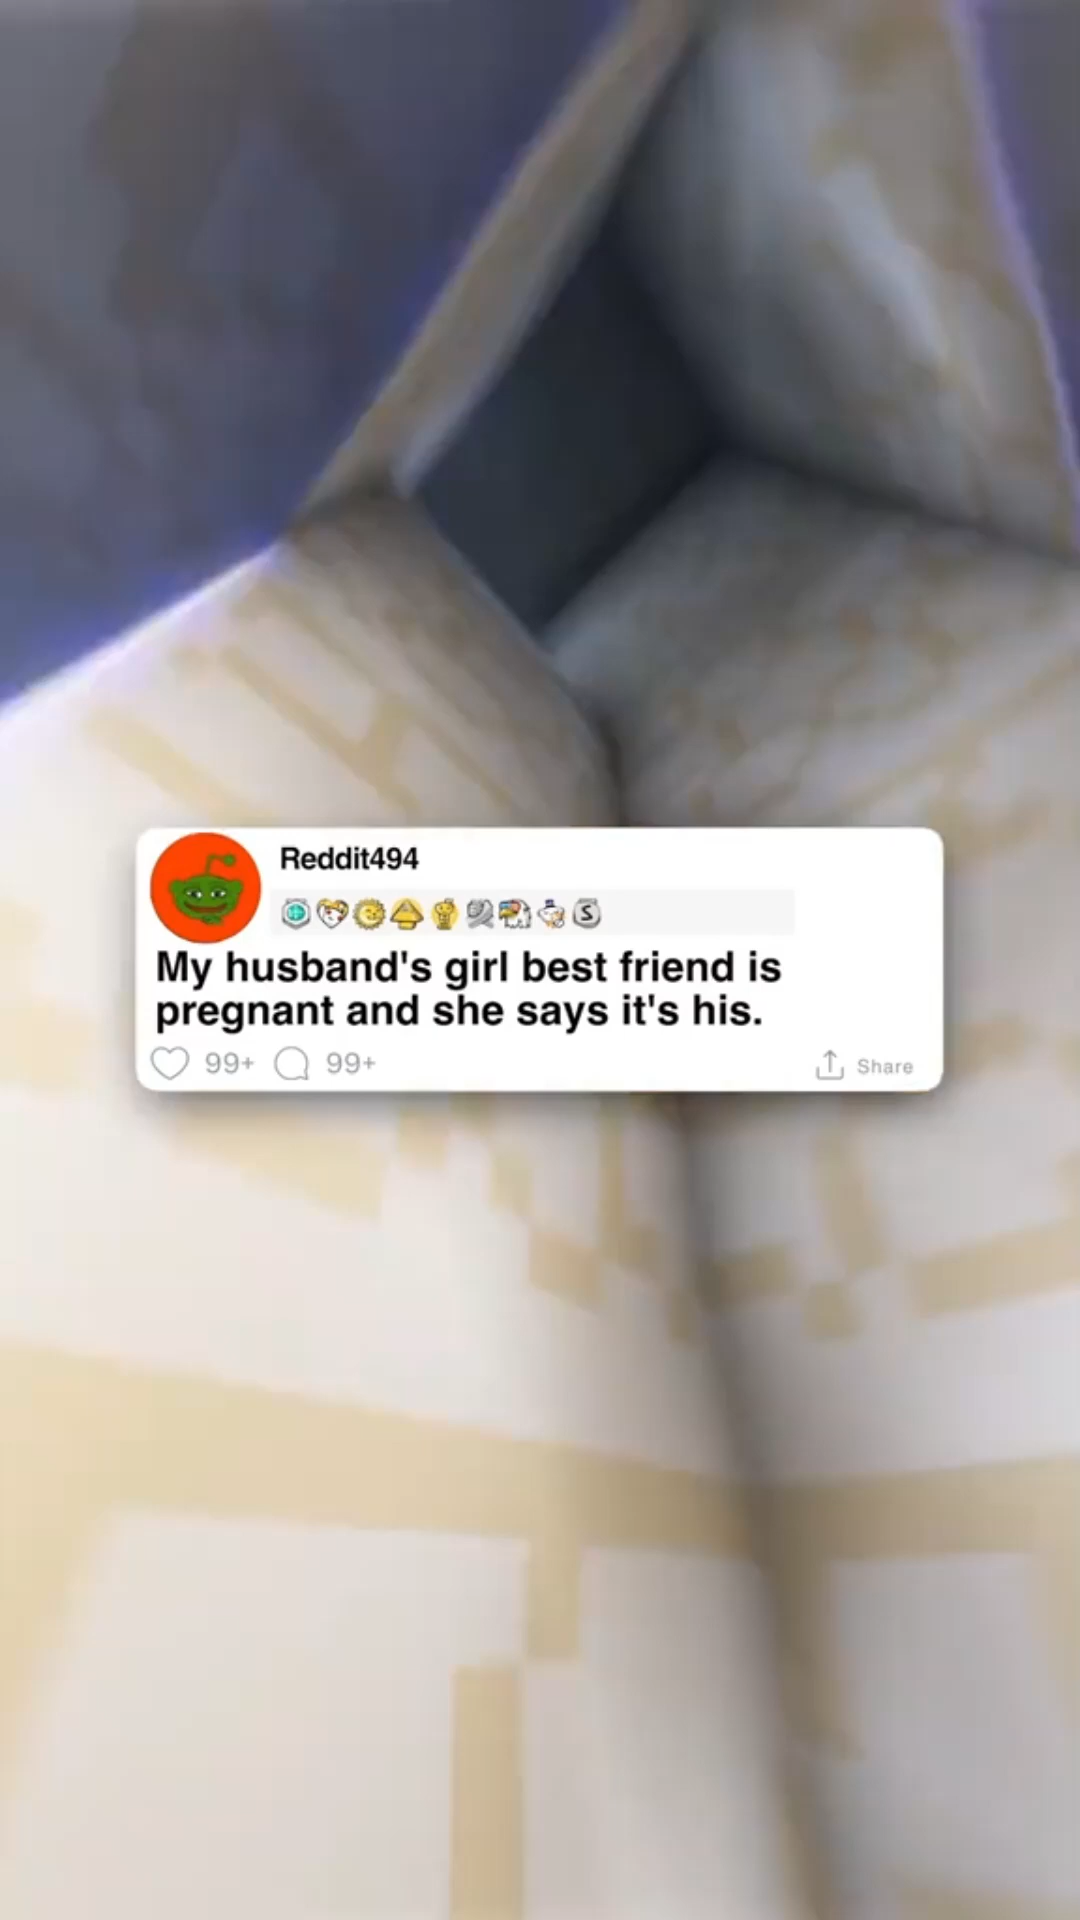 Reddit494
My husband's girl best friend is
pregnant and she says it's his.
99+ 99+ Share